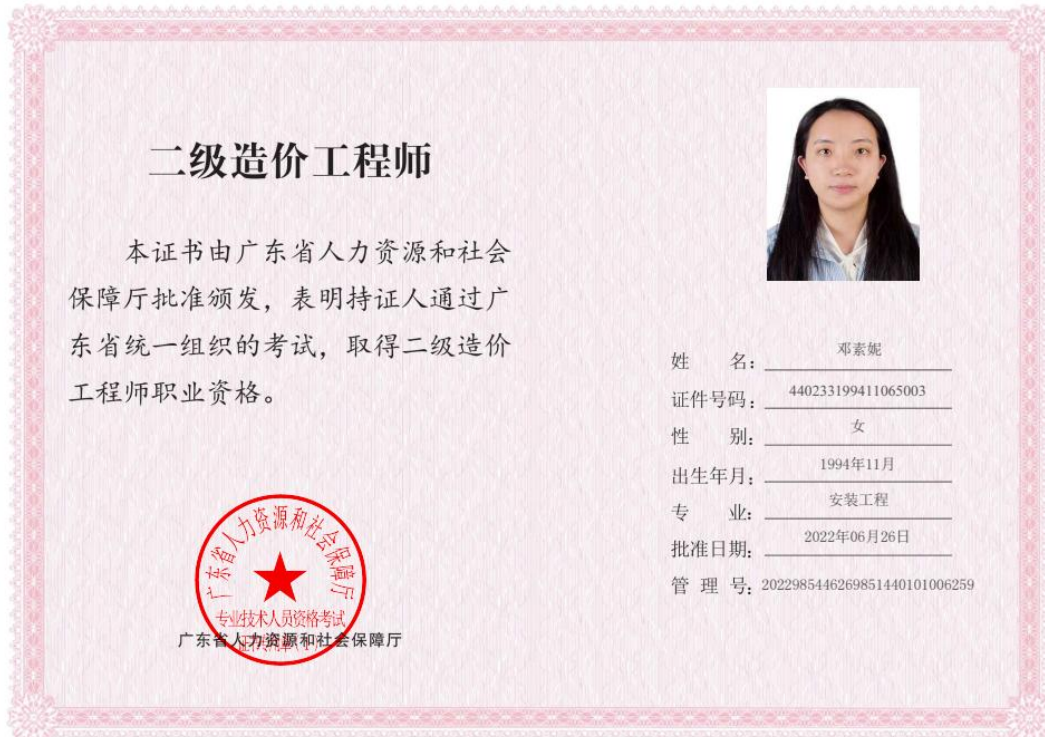 二级造价工程师
本证书由广东省人力资源和社会
保障厅批准颁发，表明持证人通过广
东省统一组织的考试，取得二级造价
工程师职业资格。
姓名：邓素妮
证件号码：440233199411065003
性别：女
出生年月：1994年11月
专业：安装工程
批准日期：2022年06月26日
管理号：20229854462698514401010​06259
广东省人力资源和社会保障厅
专业技术人员资格考试
广东省人力资源和社会保障厅